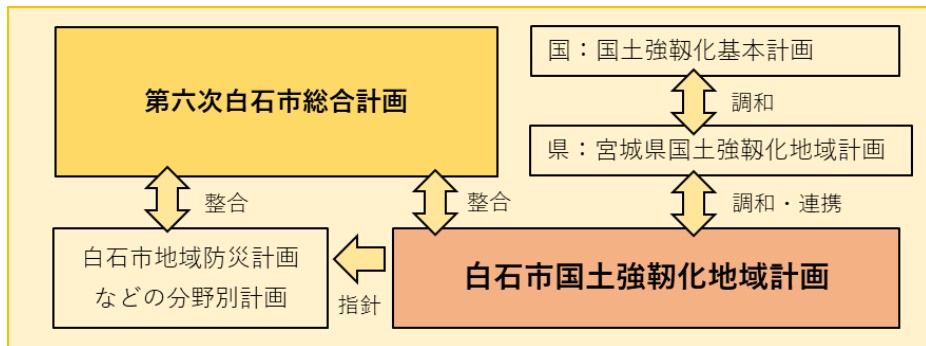 第六次白石市総合計画
国：国土強靱化基本計画
調和
県：宮城県国土強靱化地域計画
整合
整合
調和・連携
白石市地域防災計画
などの分野別計画
指針
白石市国土強靱化地域計画